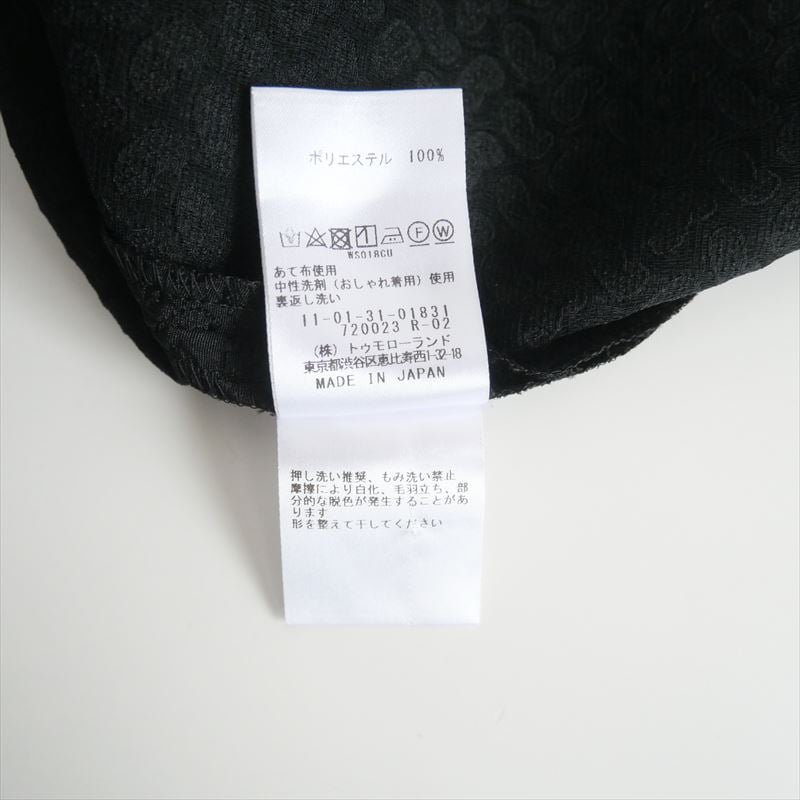 ポリエステル 100%
F W
WS018CU
あて布使用
中性洗剤（おしゃれ着用）使用
裏返し洗い
11-01-31-01831
720023 R-02
（株）トゥモローランド
東京都渋谷区恵比寿西1-32-18
MADE IN JAPAN
押し洗い推奨、もみ洗い禁止
摩擦により白化、毛羽立ち、部
分的な脱色が発生することがあ
ります
形を整えて干してください